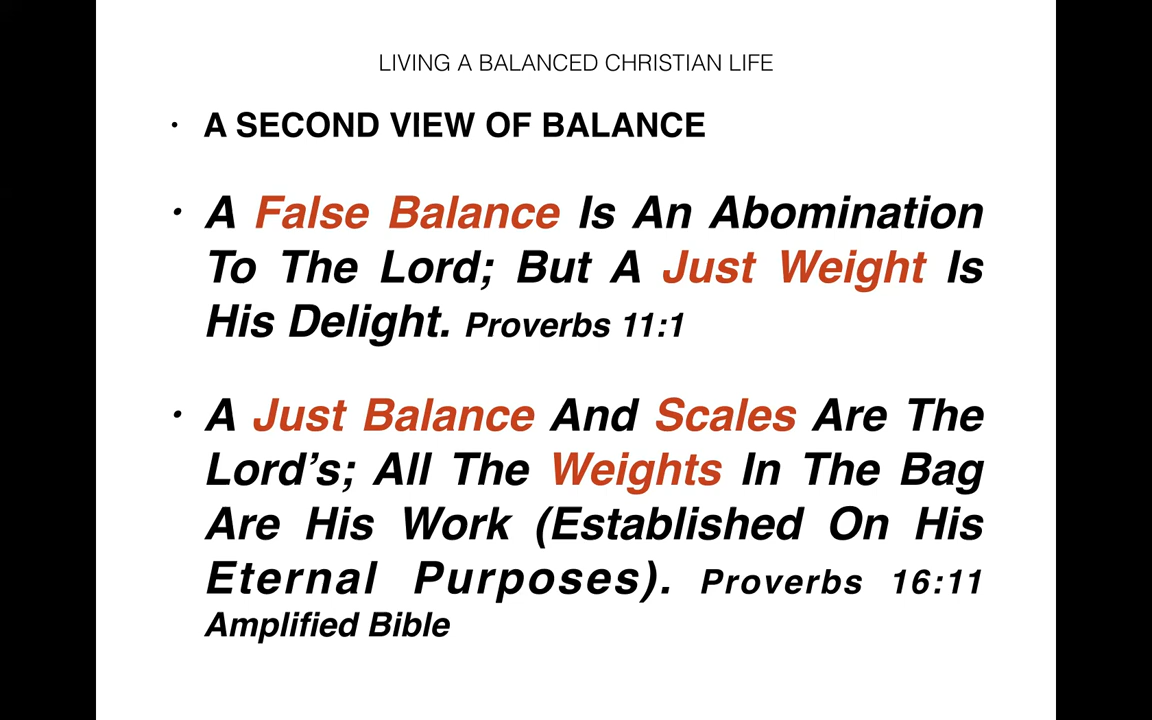 LIVING A BALANCED CHRISTIAN LIFE
• A SECOND VIEW OF BALANCE
• A False Balance Is An Abomination
To The Lord; But A Just Weight Is
His Delight. Proverbs 11:1
• A Just Balance And Scales Are The
Lord’s; All The Weights In The Bag
Are His Work (Established On His
Eternal Purposes). Proverbs 16:11
Amplified Bible